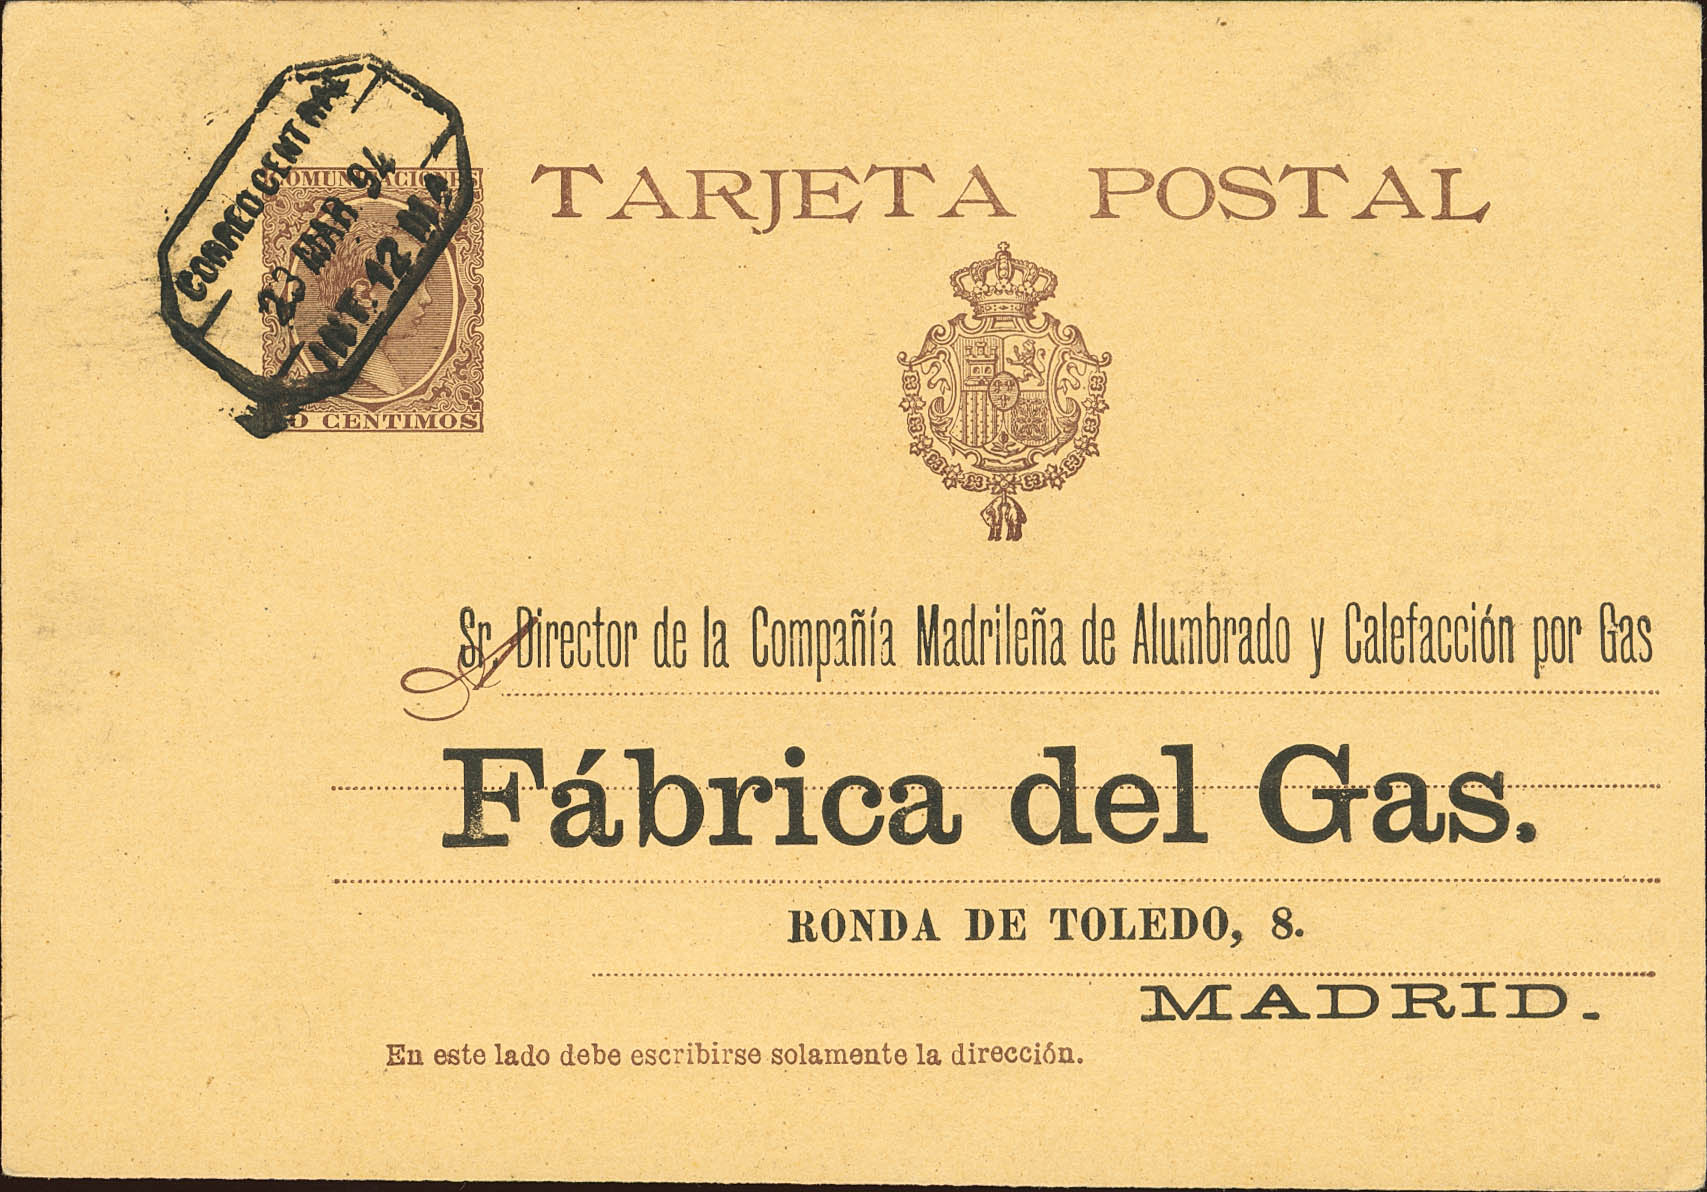 CORREO CENTRAL
23 MAR 94
INT. 12 M.
CENTIMOS
TARJETA POSTAL
Sr. Director de la Compañía Madrileña de Alumbrado y Calefacción por Gas
A
Fábrica del Gas.
RONDA DE TOLEDO, 8.
MADRID.
En este lado debe escribirse solamente la dirección.